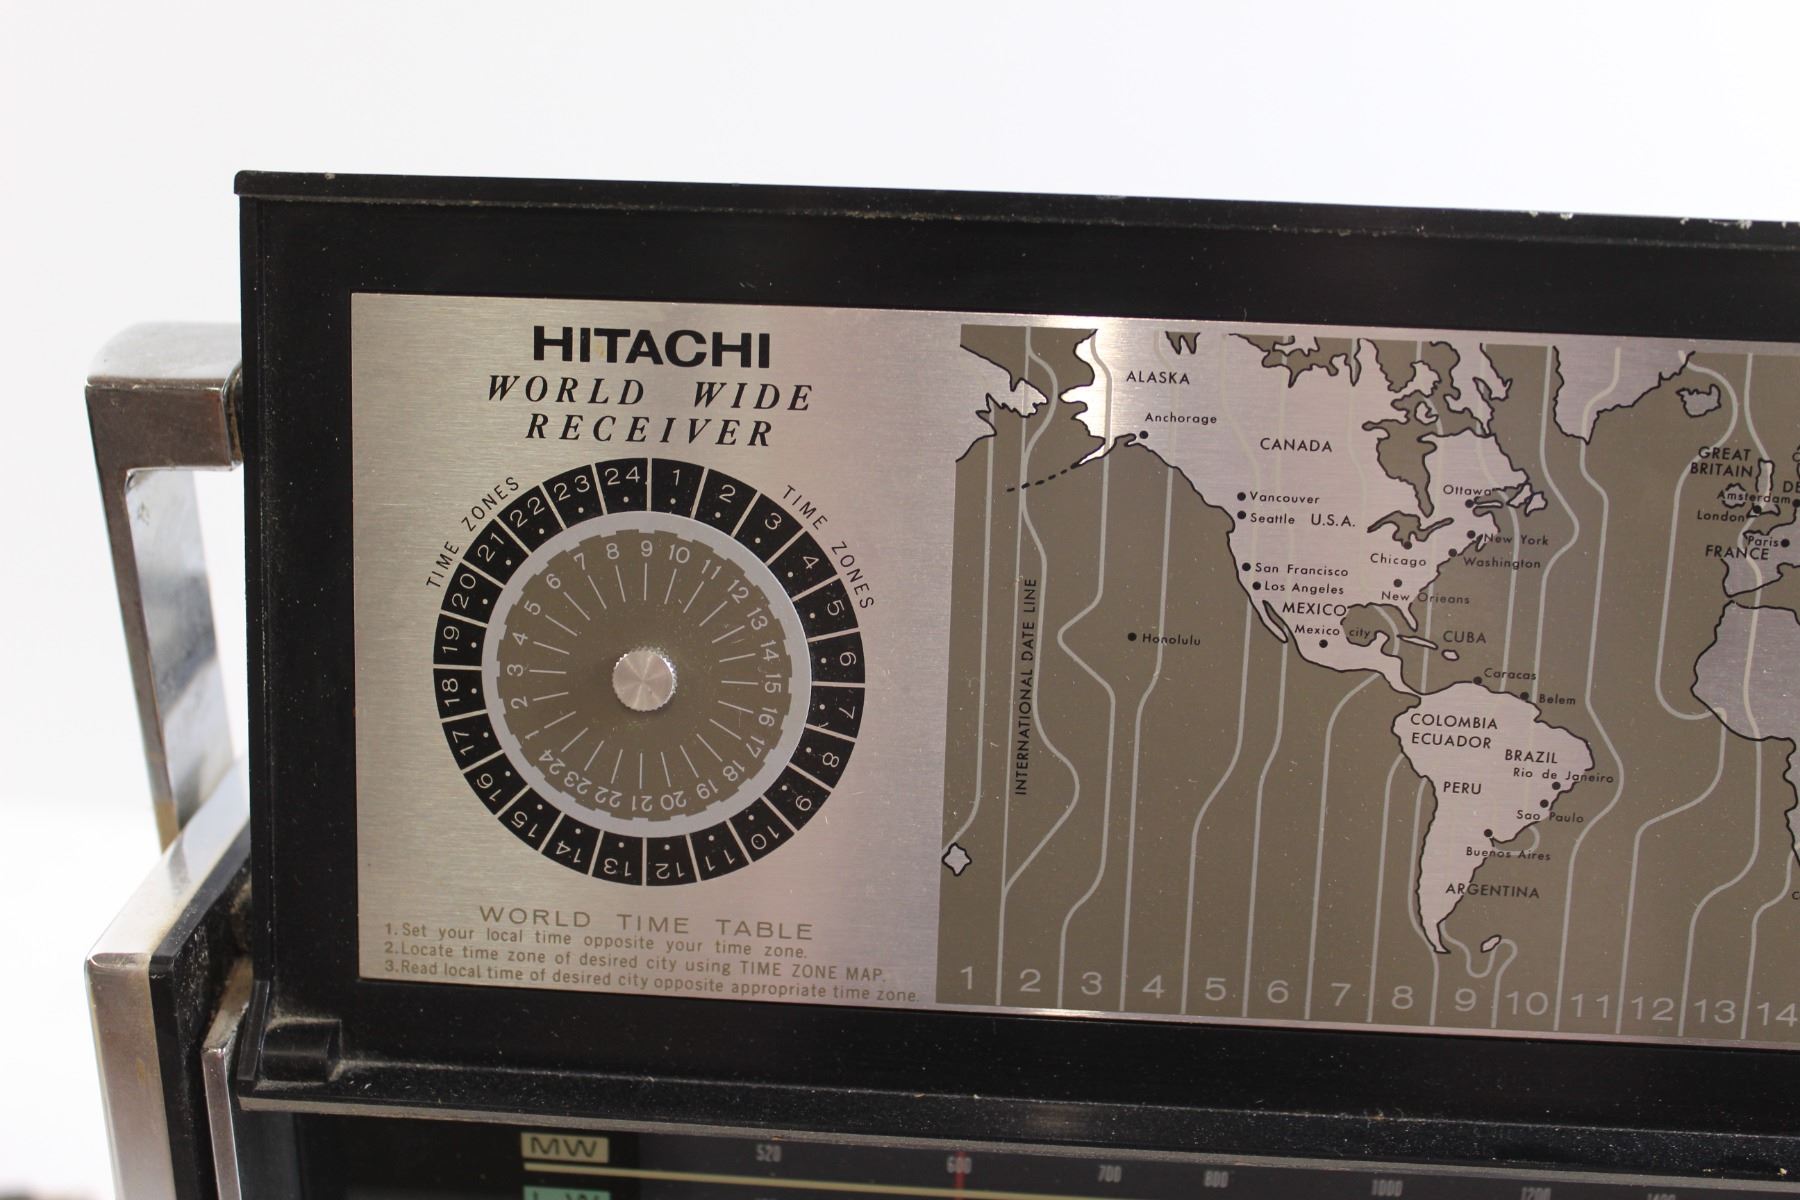 HITACHI
WORLD WIDE
RECEIVER
TIME ZONES
TIME ZONES
1 2 3 4 5 6 7 8 9 10 11 12 13 14 15 16 17 18 19 20 21 22 23 24
1 2 3 4 5 6 7 8 9 10 11 12 13 14 15 16 17 18 19 20 21 22 23 24
WORLD TIME TABLE
1.Set your local time opposite your time zone.
2.Locate time zone of desired city using TIME ZONE MAP.
3.Read local time of desired city opposite appropriate time zone.
ALASKA
Anchorage
CANADA
GREAT
BRITAIN
DE
Amsterdam
London
Paris
FRANCE
Vancouver
Seattle U.S.A.
Ottawa
New York
Chicago
Washington
San Francisco
Los Angeles
New Orleans
MEXICO
Mexico city
CUBA
Honolulu
INTERNATIONAL DATE LINE
Caracas
Belem
COLOMBIA
ECUADOR
BRAZIL
Rio de Janeiro
PERU
Sao Paulo
Buenos Aires
ARGENTINA
1 2 3 4 5 6 7 8 9 10 11 12 13 14
MW 520 600 700 800 1000 1200 1400